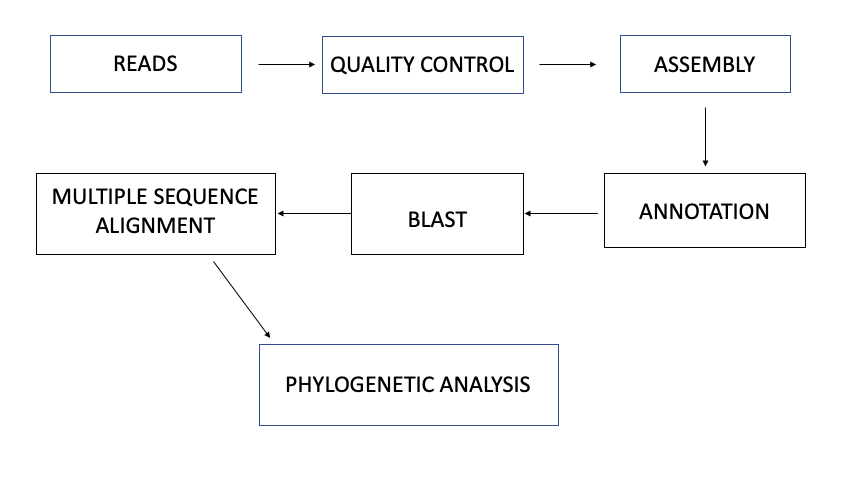 READS
QUALITY CONTROL
ASSEMBLY
MULTIPLE SEQUENCE
ALIGNMENT
BLAST
ANNOTATION
PHYLOGENETIC ANALYSIS